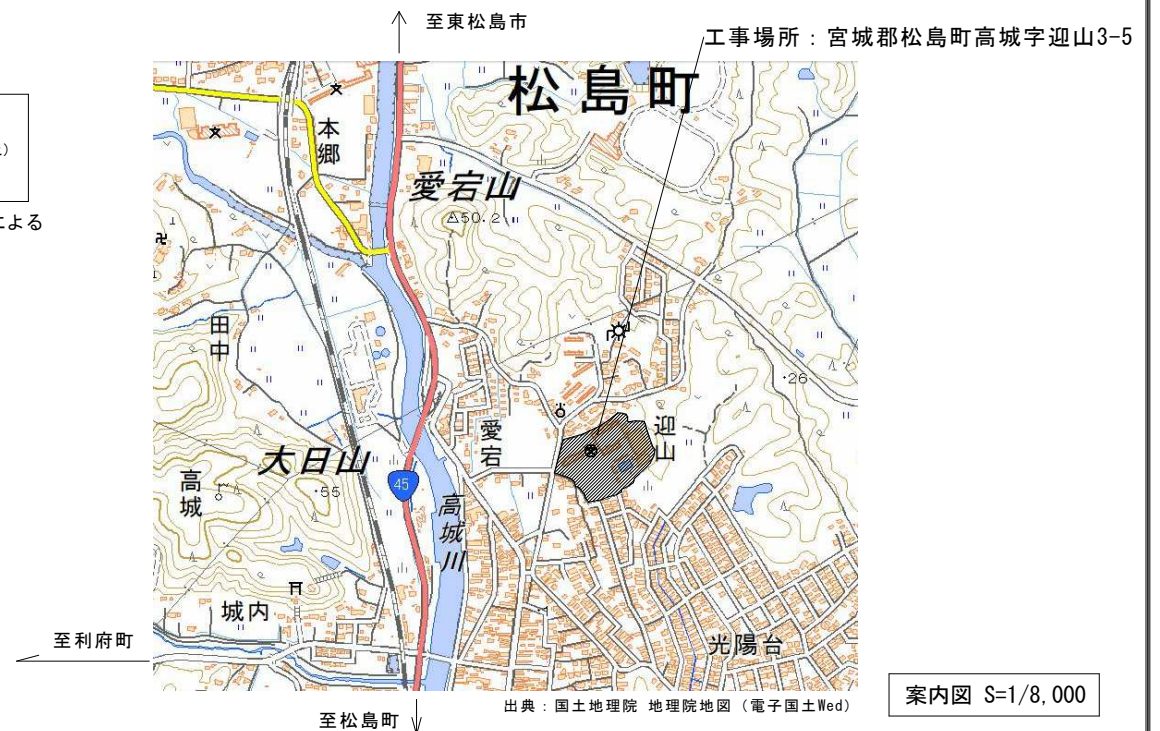 至東松島市
工事場所：宮城郡松島町高城字迎山3-5
による
松島町
本郷
愛宕山
50.2
田中
26
迎山
愛宕
大日山
高城
55
45
高城川
城内
光陽台
至利府町
出典：国土地理院 地理院地図（電子国土Wed）
案内図 S=1/8,000
至松島町